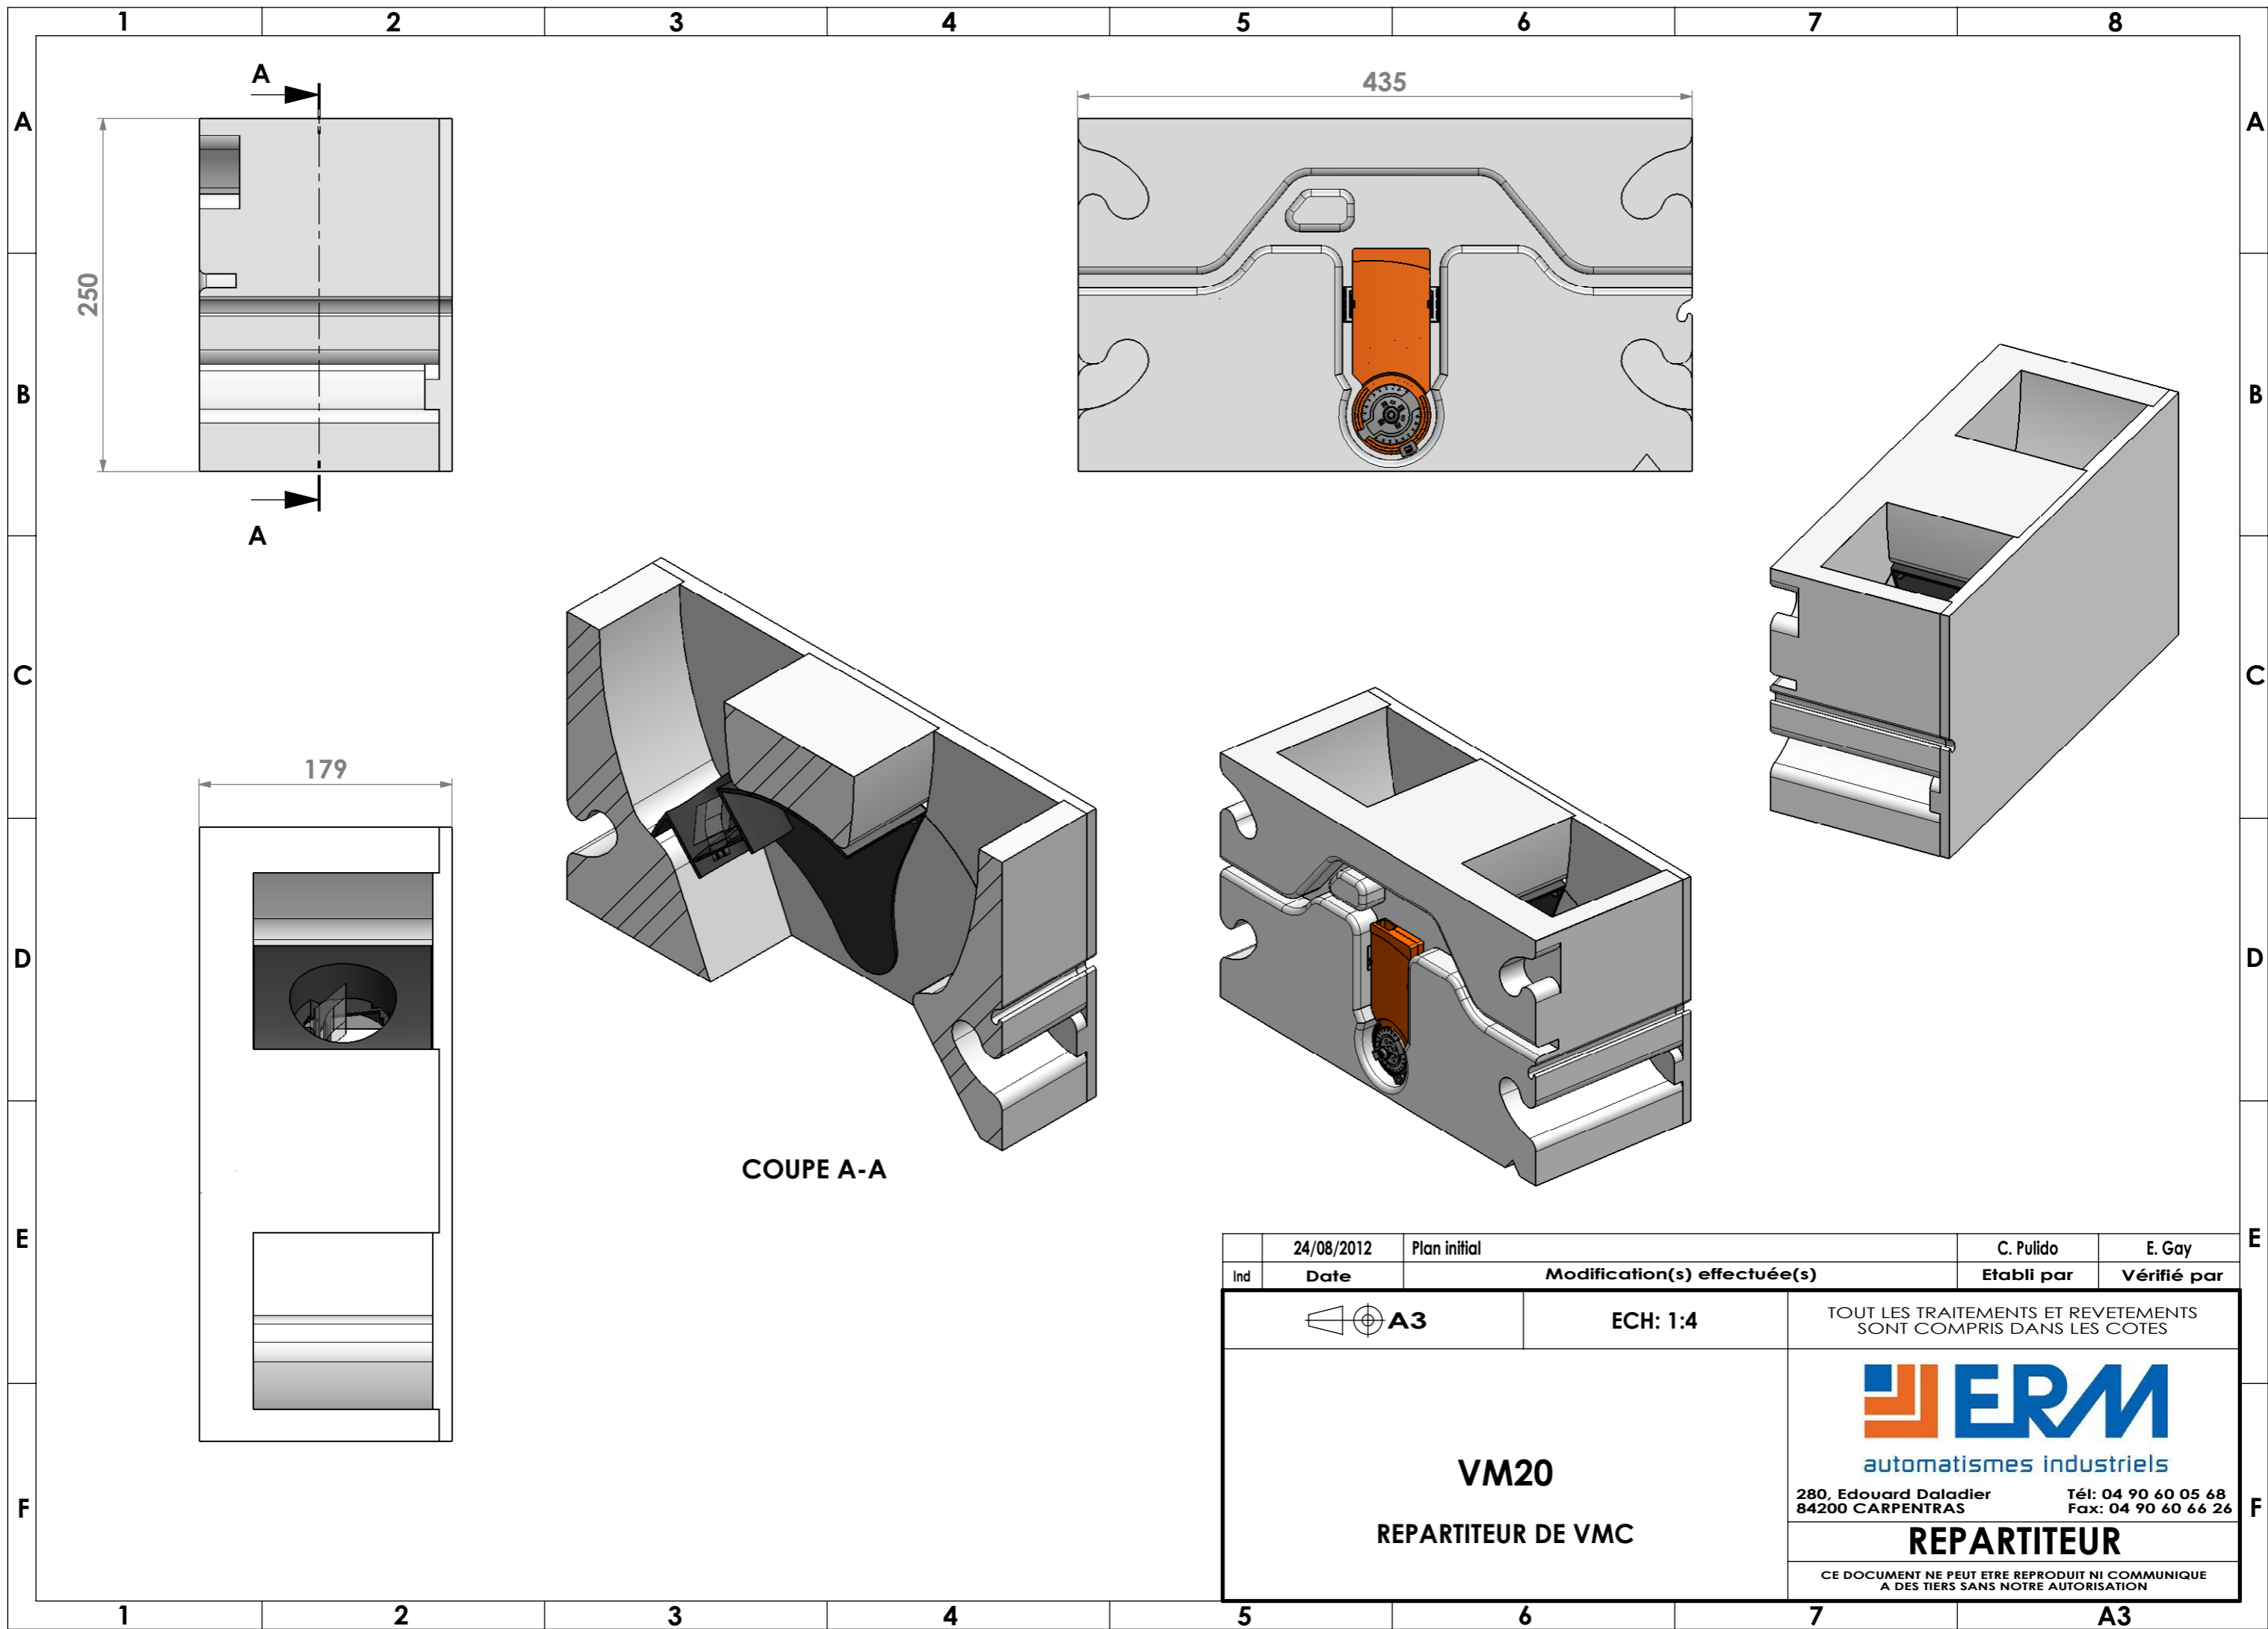 1 2 3 4 5 6 7 8
A A
B B
C C
D D
E E
F F
A
A
250
435
179
COUPE A-A
24/08/2012 Plan initial C. Pulido E. Gay
Ind Date Modification(s) effectuée(s) Etabli par Vérifié par
A3 ECH: 1:4
TOUT LES TRAITEMENTS ET REVETEMENTS
SONT COMPRIS DANS LES COTES
ERM
automatismes industriels
280, Edouard Daladier Tél: 04 90 60 05 68
84200 CARPENTRAS Fax: 04 90 60 66 26
VM20
REPARTITEUR DE VMC
REPARTITEUR
CE DOCUMENT NE PEUT ETRE REPRODUIT NI COMMUNIQUE
A DES TIERS SANS NOTRE AUTORISATION
1 2 3 4 5 6 7 A3